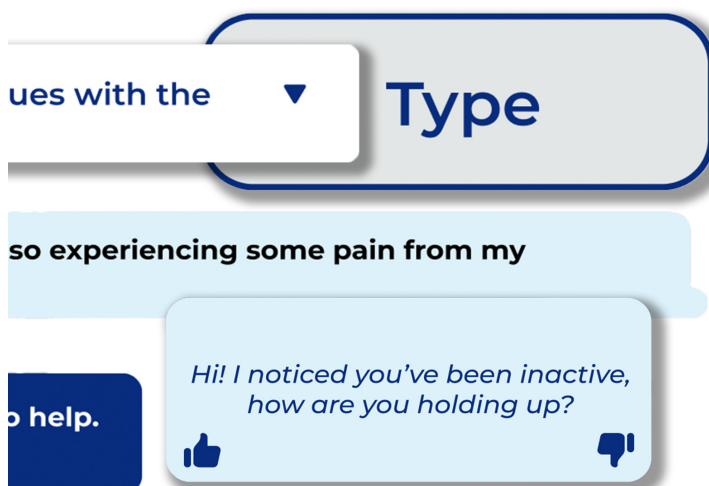 ues with the
Type
so experiencing some pain from my
Hi! I noticed you’ve been inactive,
how are you holding up?
o help.